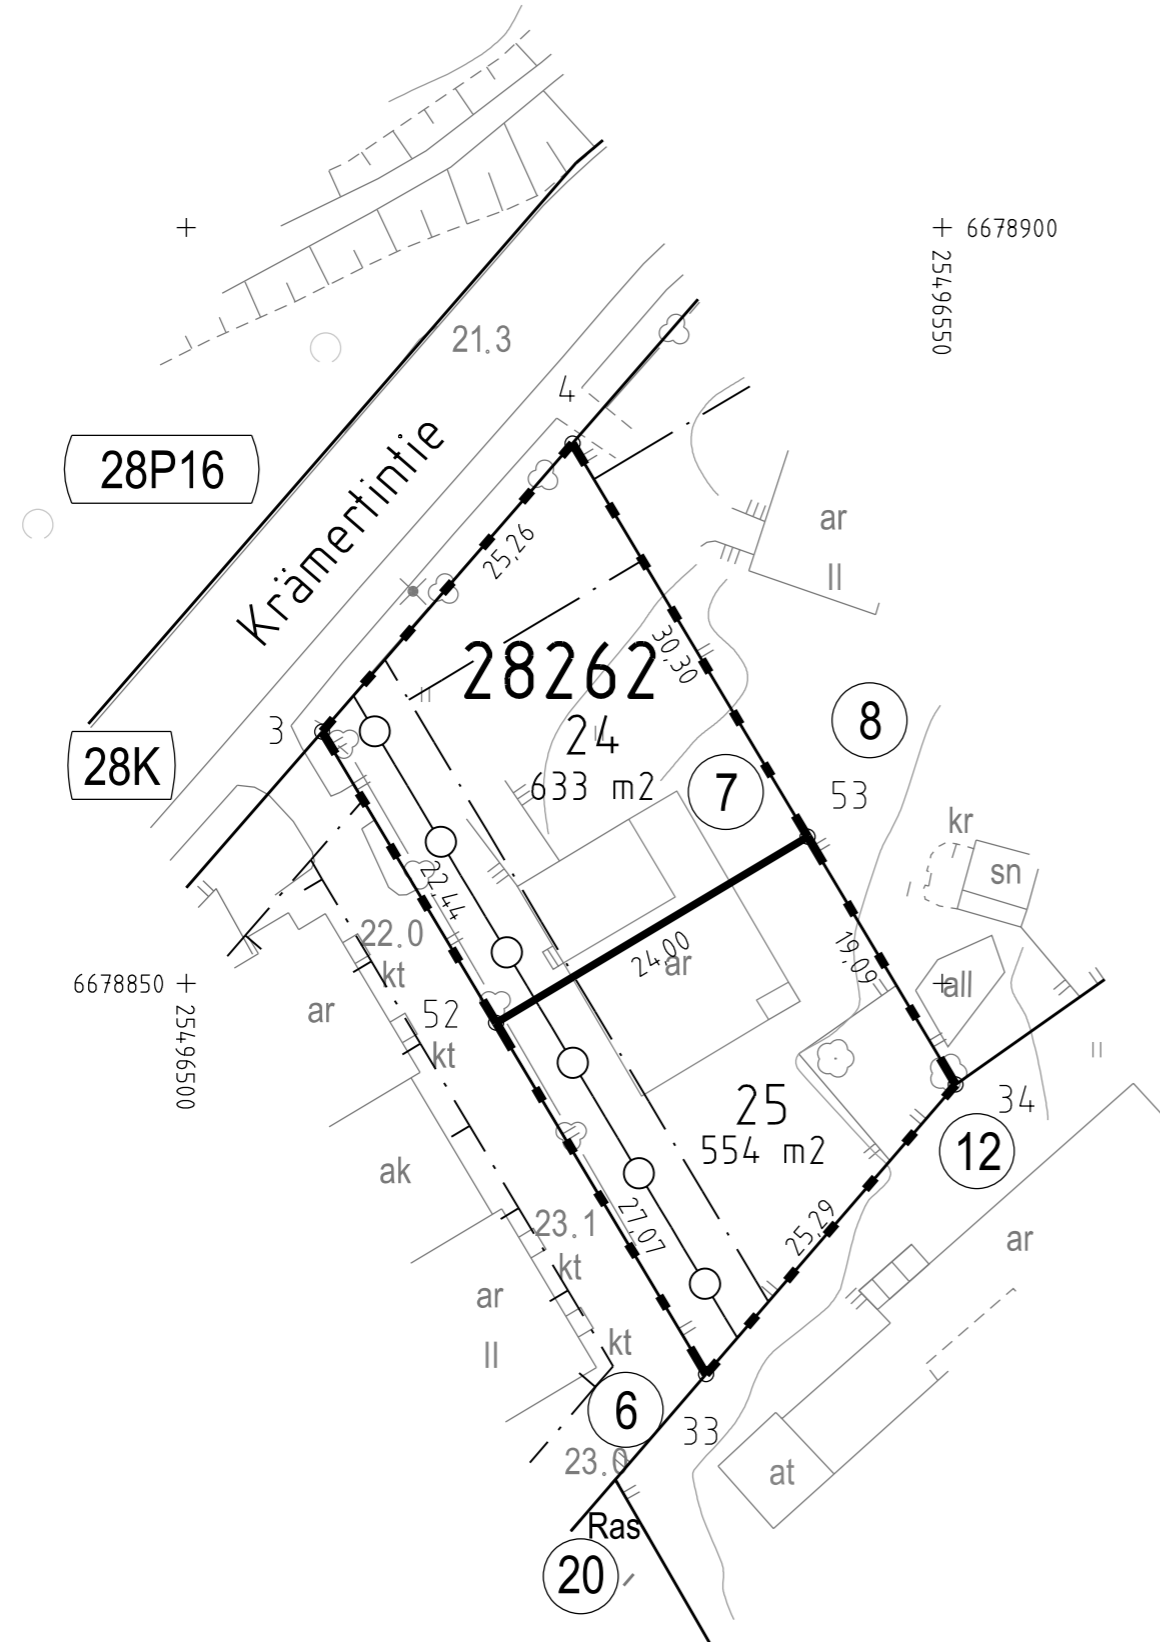 6678900
25496550
21.3
4
28P16
Krämertintie
25,26
ar
II
28262
30,30
3
24
633 m2
7
8
53
28K
kr
sn
22,44
22.0
kt
24,00
ar
19,09
all
6678850
25496500
ar
52
kt
34
25
554 m2
12
ak
23.1
kt
27,07
25,29
ar
ar
II
kt
6
33
23.0
at
Ras
20